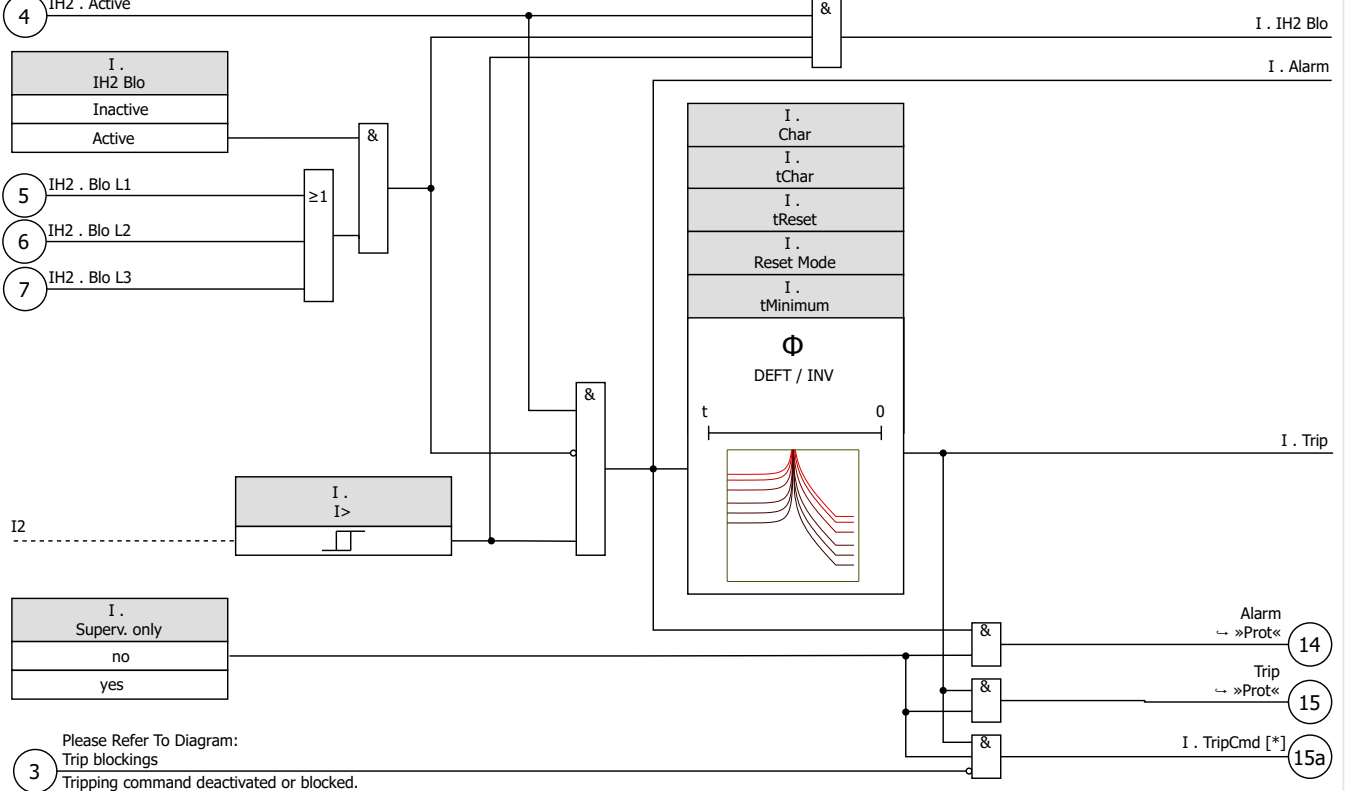 4
IH2 . Active
&
I . IH2 Blo
I . Alarm
I .
IH2 Blo
Inactive
Active
&
5
IH2 . Blo L1
≥1
6
IH2 . Blo L2
7
IH2 . Blo L3
I .
Char
I .
tChar
I .
tReset
I .
Reset Mode
I .
tMinimum
Φ
DEFT / INV
t 0
&
I . Trip
I2
I .
I>
I .
Superv. only
no
yes
&
Alarm
↪ »Prot«
14
&
Trip
↪ »Prot«
15
&
I . TripCmd [*]
15a
3
Please Refer To Diagram:
Trip blockings
Tripping command deactivated or blocked.